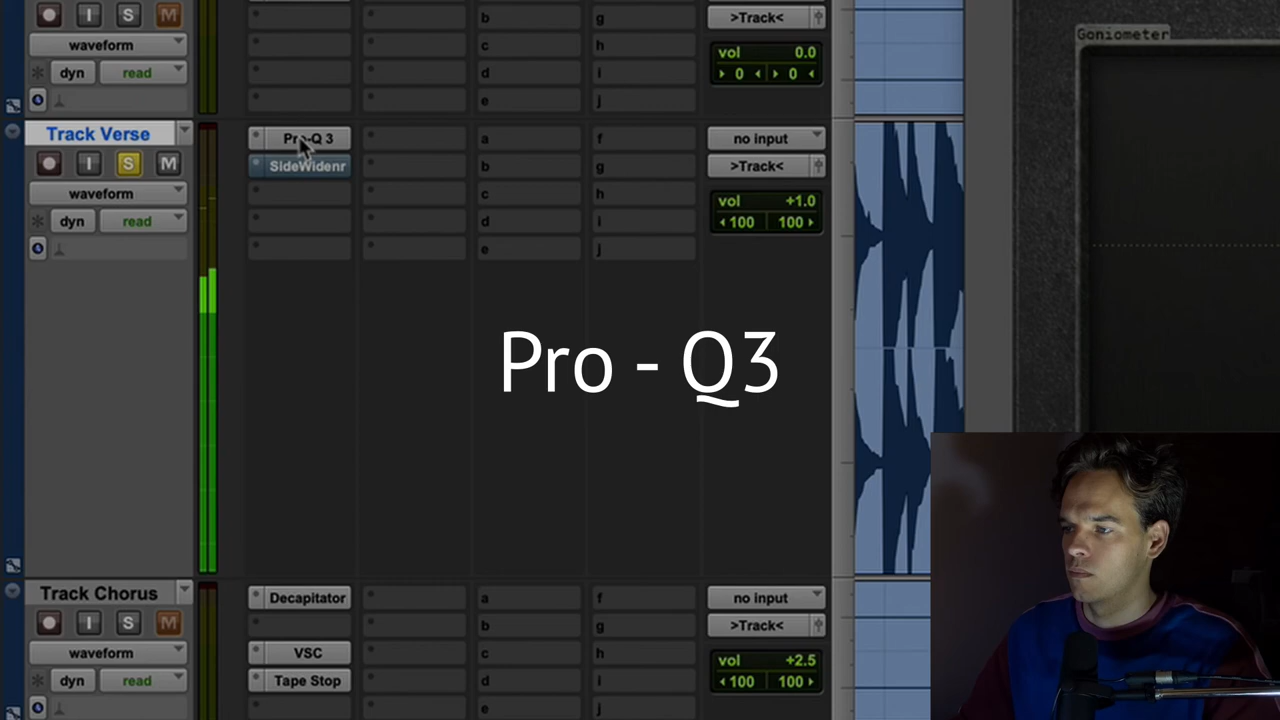 b g >Track<
I S M
waveform c h vol 0.0
dyn read d i 0 0
e j
Goniometer
Track Verse Pro-Q 3 a f no input
I S M SideWidenr b g >Track<
waveform c h vol +1.0
dyn read d i 100 100
e j
Pro - Q3
Track Chorus Decapitator a f no input
I S M b g >Track<
waveform VSC c h vol +2.5
dyn read Tape Stop d i 100 100
e j